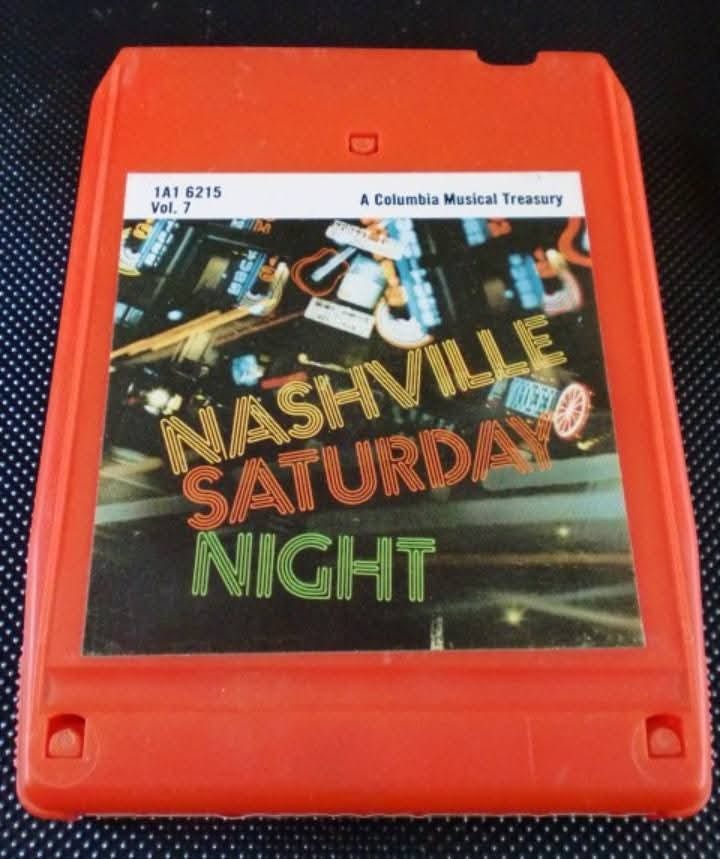 1A1 6215
Vol. 7
A Columbia Musical Treasury
NASHVILLE
SATURDAY
NIGHT